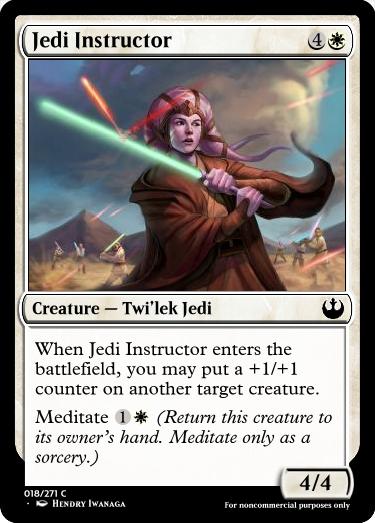 Jedi Instructor 4
Creature — Twi'lek Jedi
When Jedi Instructor enters the
battlefield, you may put a +1/+1
counter on another target creature.
Meditate 1 (Return this creature to
its owner's hand. Meditate only as a
sorcery.)
4/4
018/271 C
· Hendry Iwanaga
For noncommercial purposes only